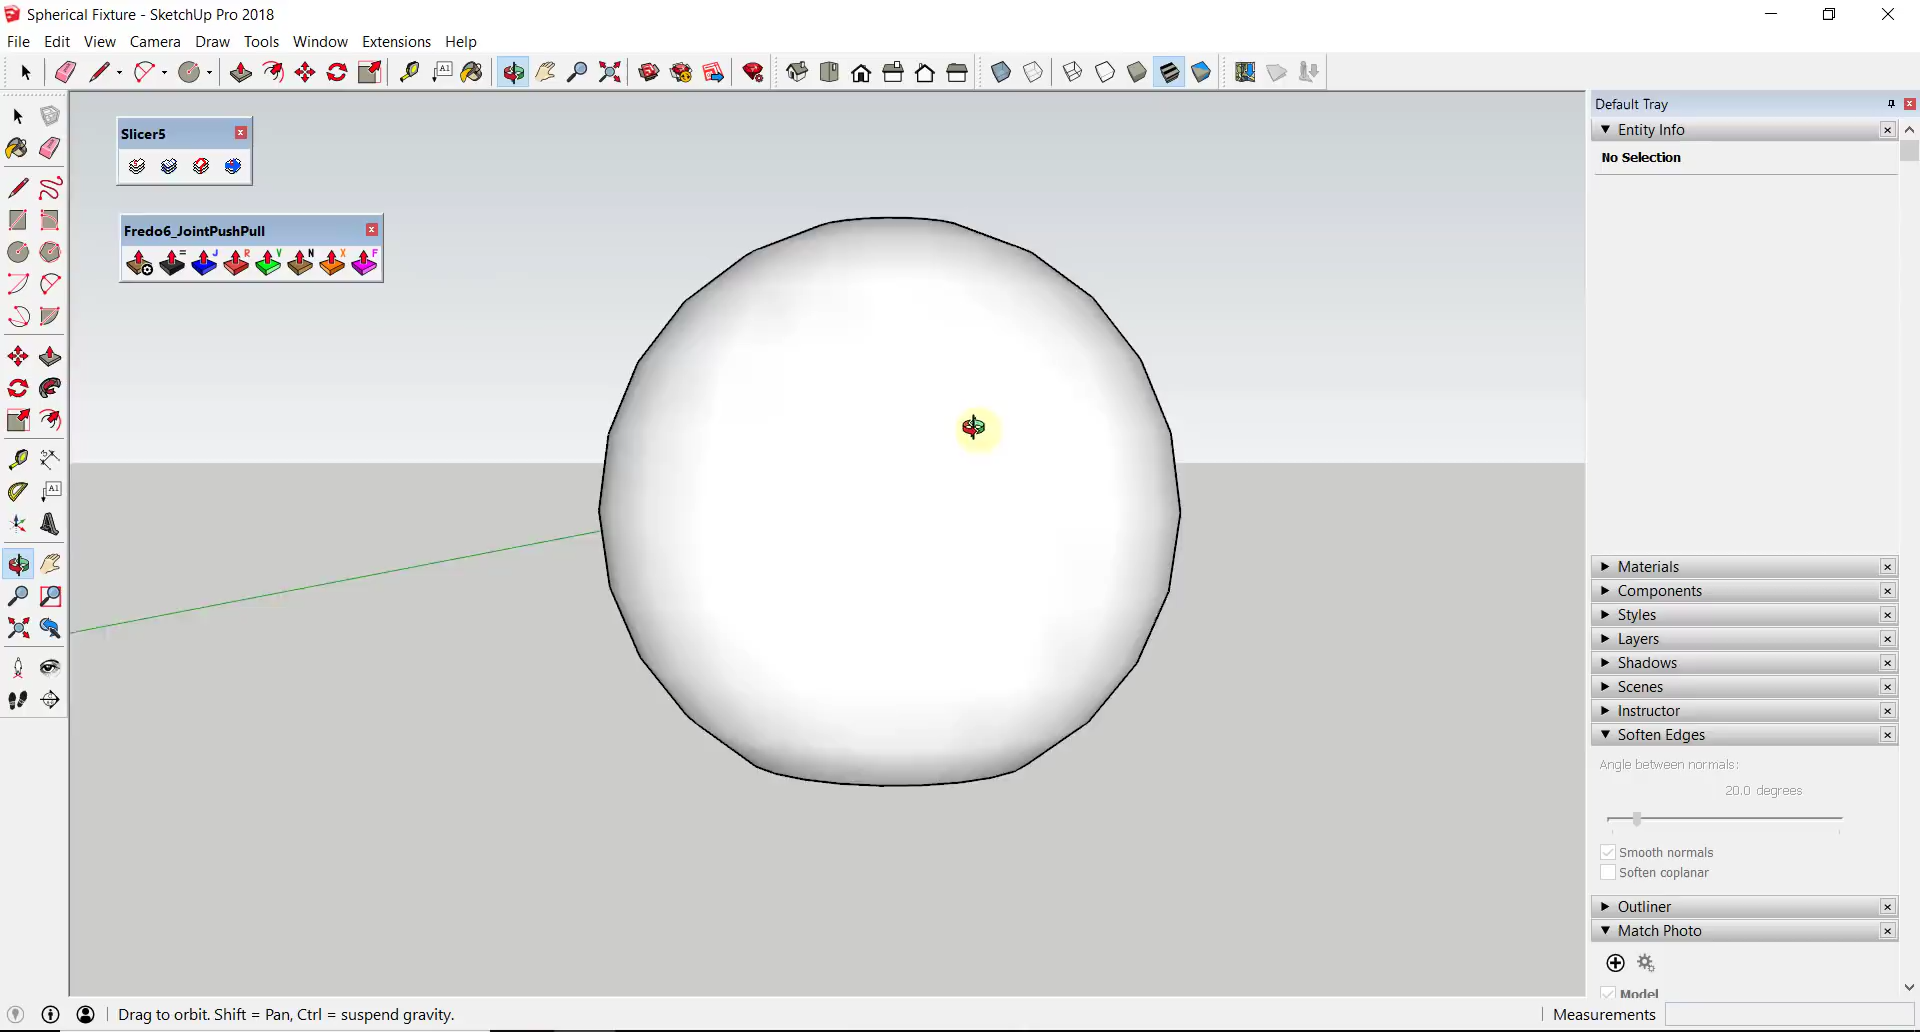 Spherical Fixture - SketchUp Pro 2018
File Edit View Camera Draw Tools Window Extensions Help
A1
Default Tray
Entity Info
No Selection
Slicer5
Fredo6_JointPushPull
= J R V N X F
A1
Materials
Components
Styles
Layers
Shadows
Scenes
Instructor
Soften Edges
Angle between normals:
20.0 degrees
Smooth normals
Soften coplanar
Outliner
Match Photo
Model
Drag to orbit. Shift = Pan, Ctrl = suspend gravity.
Measurements